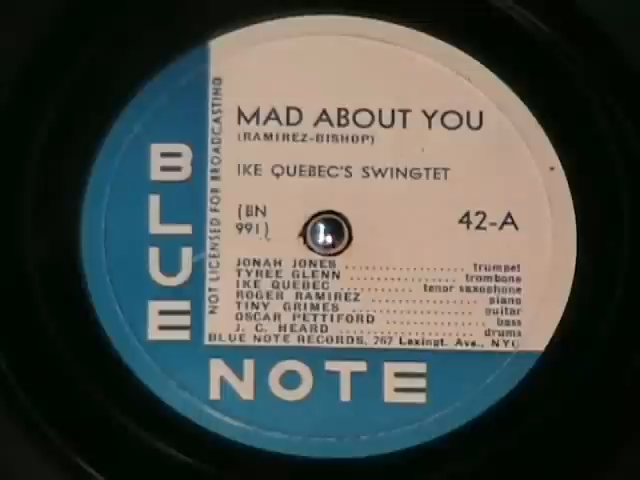 MAD ABOUT YOU
(RAMIREZ-BISHOP)
IKE QUEBEC'S SWINGTET
(BN
991)
42-A
JONAH JONES .................... trumpet
TYREE GLENN .................... trombone
IKE QUEBEC .............. tenor saxophone
ROGER RAMIREZ .................... piano
TINY GRIMES .................... guitar
OSCAR PETTIFORD .................... bass
J. C. HEARD .................... drums
BLUE NOTE RECORDS, 767 Lexingt. Ave., NYC
NOT LICENSED FOR BROADCASTING
BLUE
NOTE